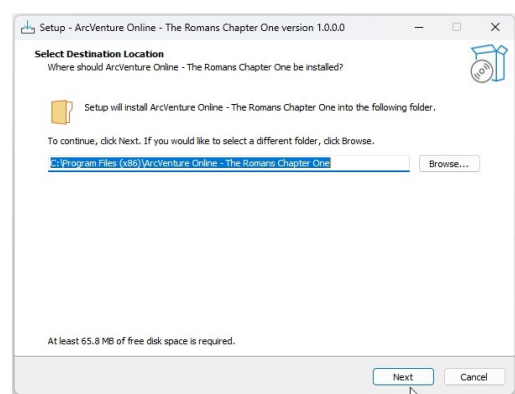 Setup - ArcVenture Online - The Romans Chapter One version 1.0.0.0
Select Destination Location
Where should ArcVenture Online - The Romans Chapter One be installed?
Setup will install ArcVenture Online - The Romans Chapter One into the following folder.
To continue, click Next. If you would like to select a different folder, click Browse.
C:\Program Files (x86)\ArcVenture Online - The Romans Chapter One
Browse...
At least 65.8 MB of free disk space is required.
Next
Cancel